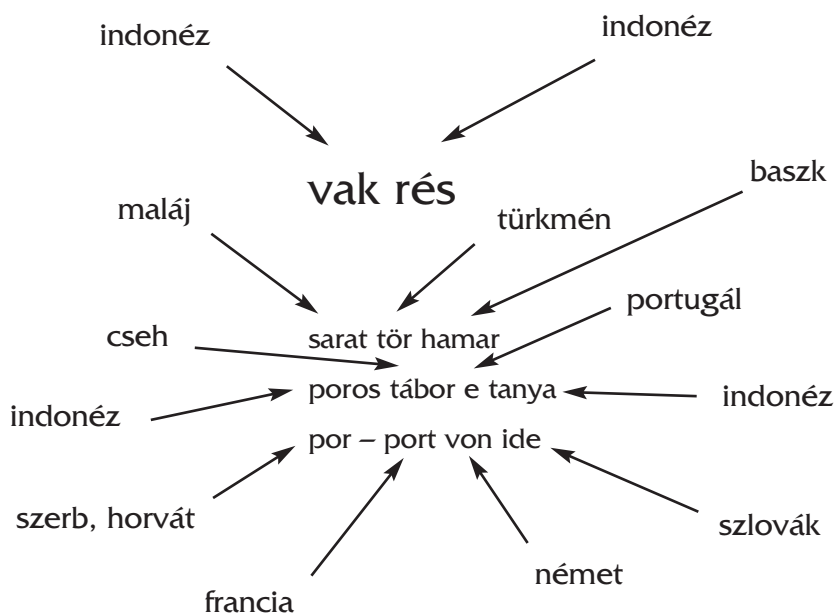 indonéz
indonéz
vak rés
baszk
maláj
türkmén
portugál
sarat tör hamar
cseh
poros tábor e tanya
indonéz
indonéz
por – port von ide
szerb, horvát
szlovák
német
francia